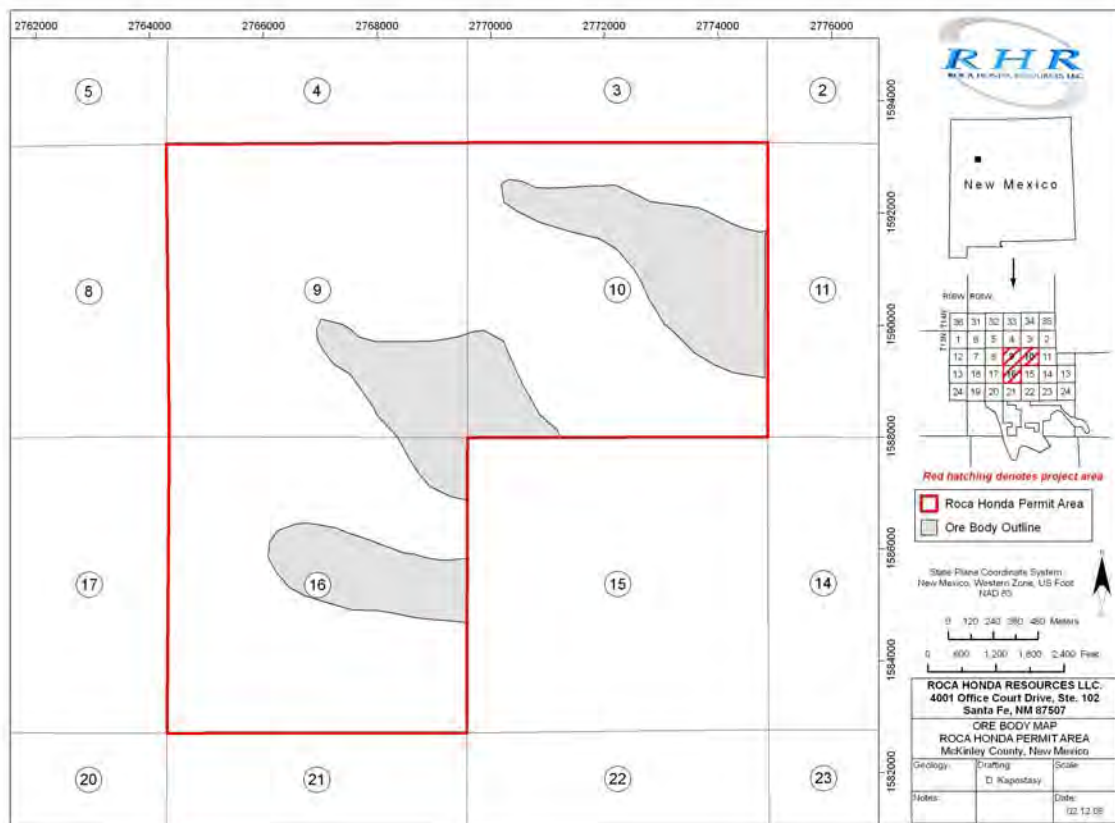 2762000 2764000 2766000 2768000 2770000 2772000 2774000 2776000
5 4 3 2
8 9 10 11
17 16 15 14
20 21 22 23
1594000
1592000
1590000
1588000
1586000
1584000
1582000
RHR
ROCA HONDA RESOURCES LLC
New Mexico
T14N
T13N
36 31 32 33 34 35
1 6 5 4 3 2
12 7 8 9 10 11
13 18 17 16 15 14 13
24 19 20 21 22 23 24
Red hatching denotes project area
Roca Honda Permit Area
Ore Body Outline
State Plane Coordinate System
New Mexico, Western Zone, US Foot
NAD 83
N
0 120 240 360 480 Meters
0 600 1,200 1,800 2,400 Feet
ROCA HONDA RESOURCES LLC.
4001 Office Court Drive, Ste. 102
Santa Fe, NM 87507
ORE BODY MAP
ROCA HONDA PERMIT AREA
McKinley County, New Mexico
Geology: Drafting: Scale:
D. Kapostasy
Notes: Date:
02.12.09